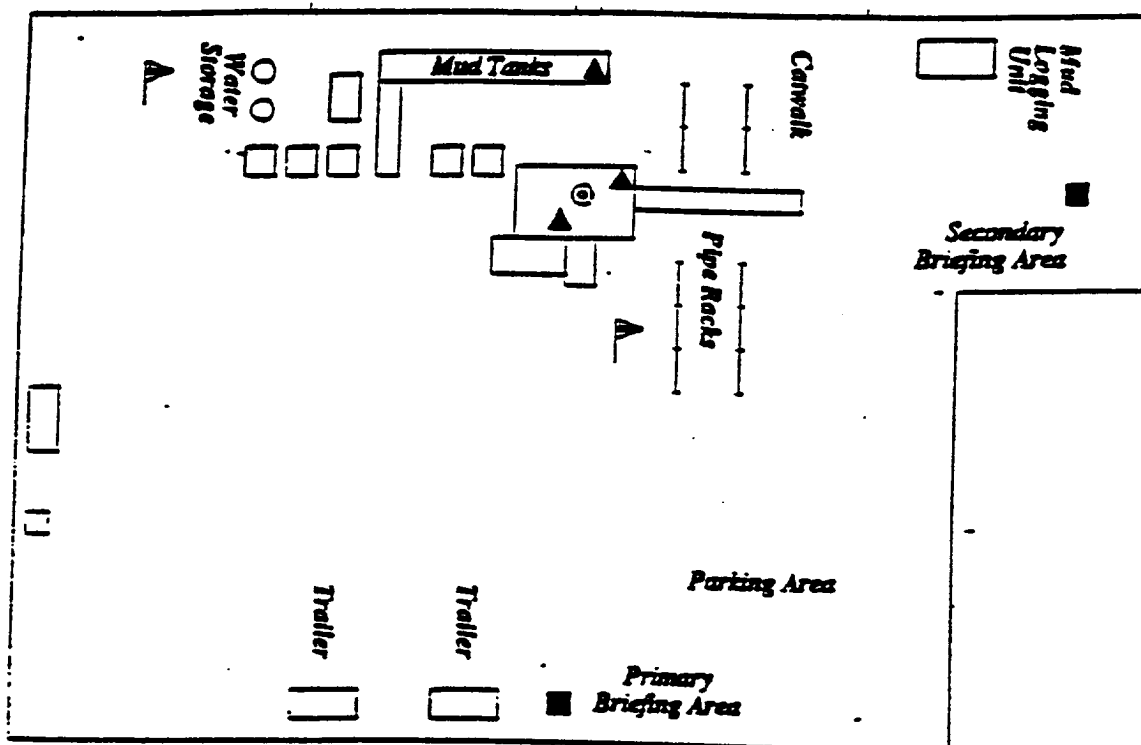 Water
Storage
Mud Tanks
Catwalk
Mud
Logging
Unit
Secondary
Briefing Area
Pipe Racks
Parking Area
Trailer
Trailer
Primary
Briefing Area